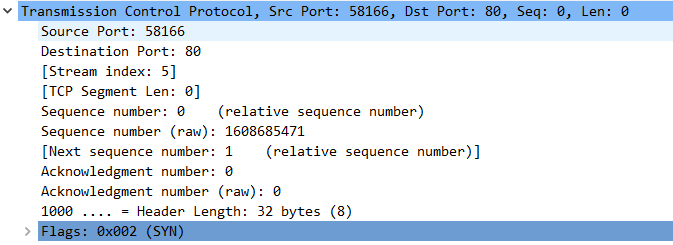 Transmission Control Protocol, Src Port: 58166, Dst Port: 80, Seq: 0, Len: 0
Source Port: 58166
Destination Port: 80
[Stream index: 5]
[TCP Segment Len: 0]
Sequence number: 0    (relative sequence number)
Sequence number (raw): 1608685471
[Next sequence number: 1    (relative sequence number)]
Acknowledgment number: 0
Acknowledgment number (raw): 0
1000 .... = Header Length: 32 bytes (8)
Flags: 0x002 (SYN)